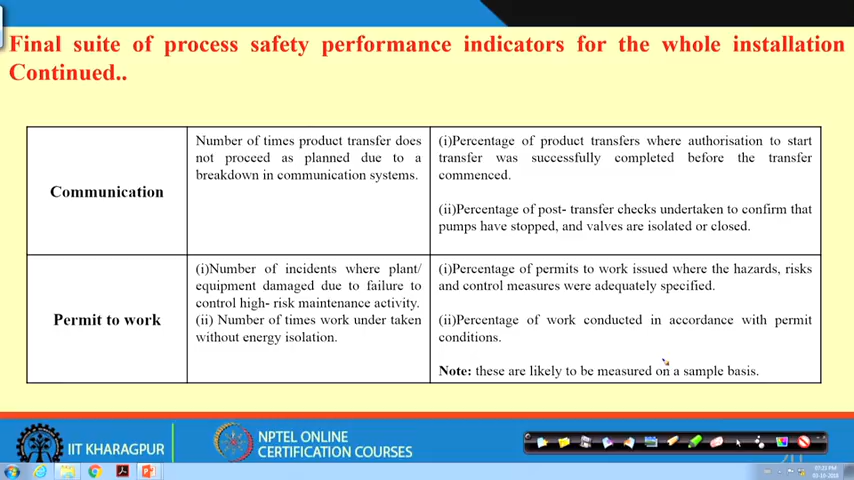 Final suite of process safety performance indicators for the whole installation
Continued..
Communication
Number of times product transfer does
not proceed as planned due to a
breakdown in communication systems.
(i)Percentage of product transfers where authorisation to start
transfer was successfully completed before the transfer
commenced.
(ii)Percentage of post- transfer checks undertaken to confirm that
pumps have stopped, and valves are isolated or closed.
Permit to work
(i)Number of incidents where plant/
equipment damaged due to failure to
control high- risk maintenance activity.
(ii) Number of times work under taken
without energy isolation.
(i)Percentage of permits to work issued where the hazards, risks
and control measures were adequately specified.
(ii)Percentage of work conducted in accordance with permit
conditions.
Note: these are likely to be measured on a sample basis.
IIT KHARAGPUR
NPTEL ONLINE
CERTIFICATION COURSES